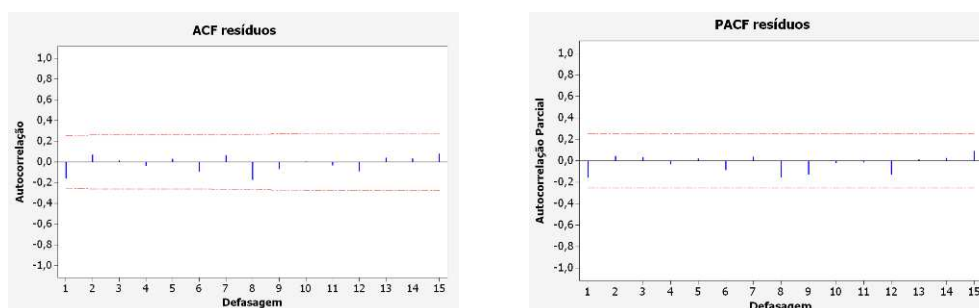 ACF resíduos
Autocorrelação
1,0
0,8
0,6
0,4
0,2
0,0
-0,2
-0,4
-0,6
-0,8
-1,0
1 2 3 4 5 6 7 8 9 10 11 12 13 14 15
Defasagem
PACF resíduos
Autocorrelação Parcial
1,0
0,8
0,6
0,4
0,2
0,0
-0,2
-0,4
-0,6
-0,8
-1,0
1 2 3 4 5 6 7 8 9 10 11 12 13 14 15
Defasagem